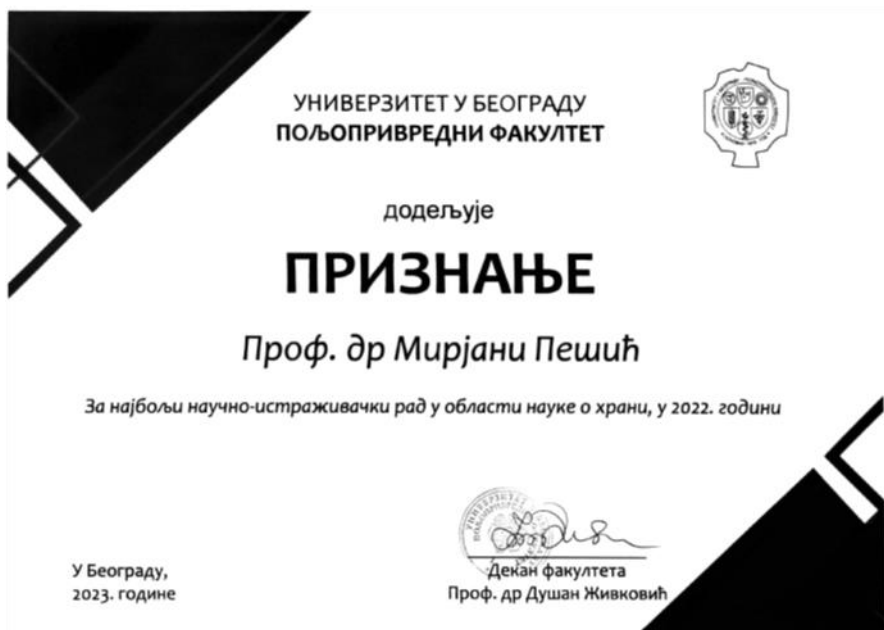 УНИВЕРЗИТЕТ У БЕОГРАДУ
ПОЉОПРИВРЕДНИ ФАКУЛТЕТ
додељује
ПРИЗНАЊЕ
Проф. др Мирјани Пешић
За најбољи научно-истраживачки рад у области науке о храни, у 2022. години
У Београду,
2023. године
Декан факултета
Проф. др Душан Живковић